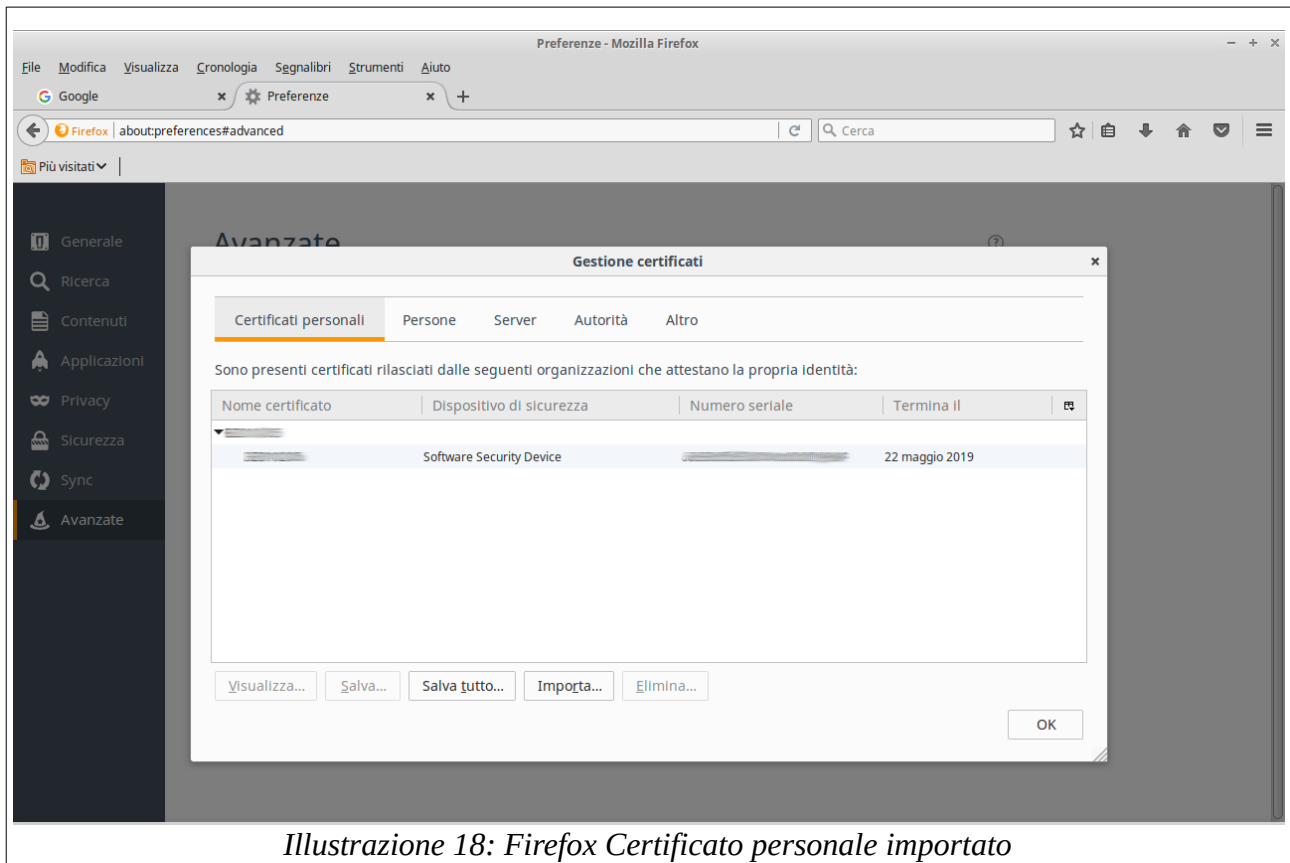 Preferenze - Mozilla Firefox
File Modifica Visualizza Cronologia Segnalibri Strumenti Aiuto
Google Preferenze
Firefox about:preferences#advanced Cerca
Più visitati
Avanzate
Generale
Ricerca
Contenuti
Applicazioni
Privacy
Sicurezza
Sync
Avanzate
Gestione certificati
Certificati personali Persone Server Autorità Altro
Sono presenti certificati rilasciati dalle seguenti organizzazioni che attestano la propria identità:
Nome certificato Dispositivo di sicurezza Numero seriale Termina il
Software Security Device 22 maggio 2019
Visualizza... Salva... Salva tutto... Importa... Elimina...
OK
Illustrazione 18: Firefox Certificato personale importato